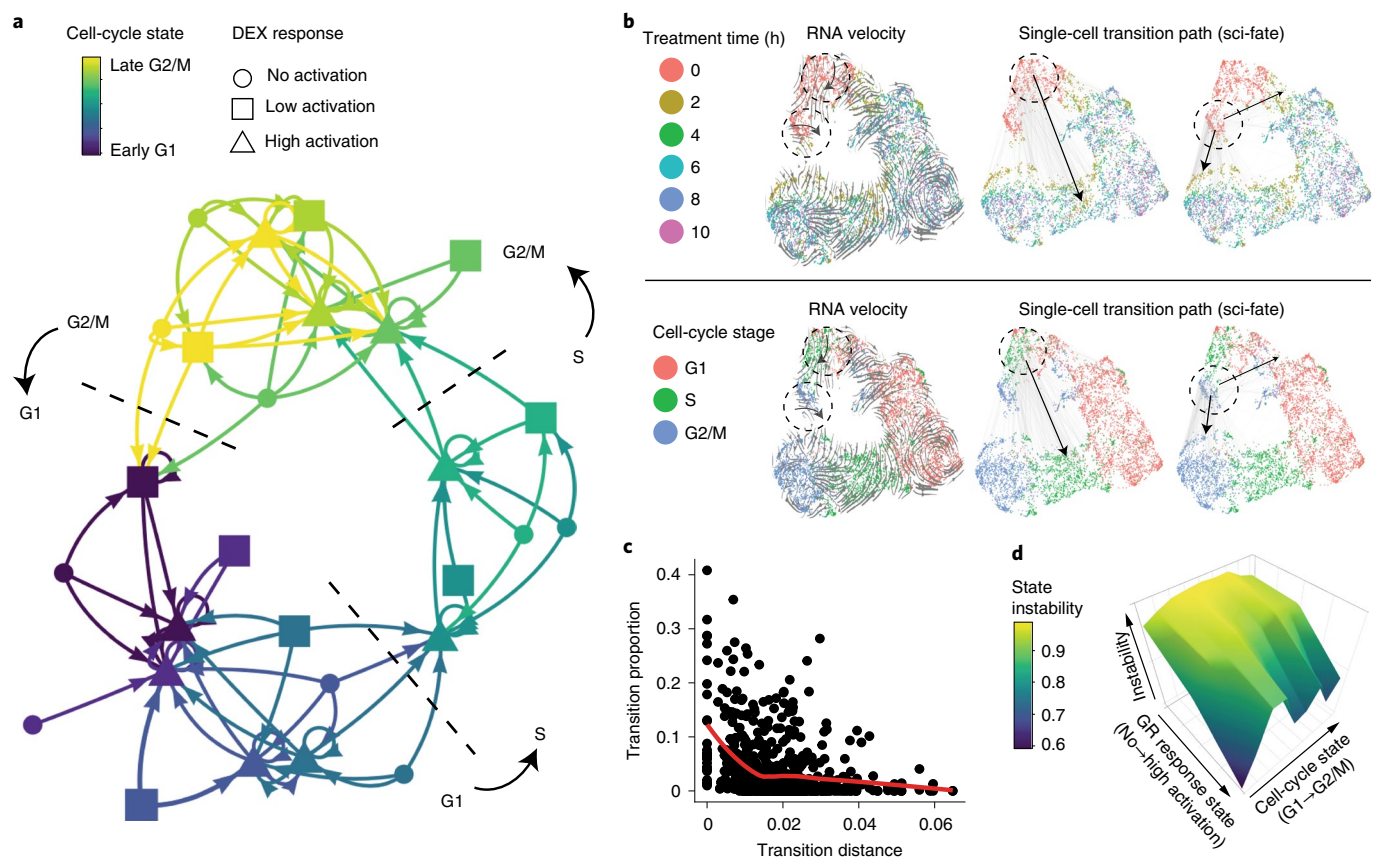 a
Cell-cycle state
Late G2/M
Early G1
DEX response
No activation
Low activation
High activation
G2/M
S
G2/M
G1
S
G1
b
Treatment time (h)
0
2
4
6
8
10
RNA velocity
Single-cell transition path (sci-fate)
Cell-cycle stage
G1
S
G2/M
RNA velocity
Single-cell transition path (sci-fate)
c
Transition proportion
0.4
0.3
0.2
0.1
0
0
0.02
0.04
0.06
Transition distance
d
State
instability
0.9
0.8
0.7
0.6
Instability
GR response state
(No→high activation)
Cell-cycle state
(G1→G2/M)